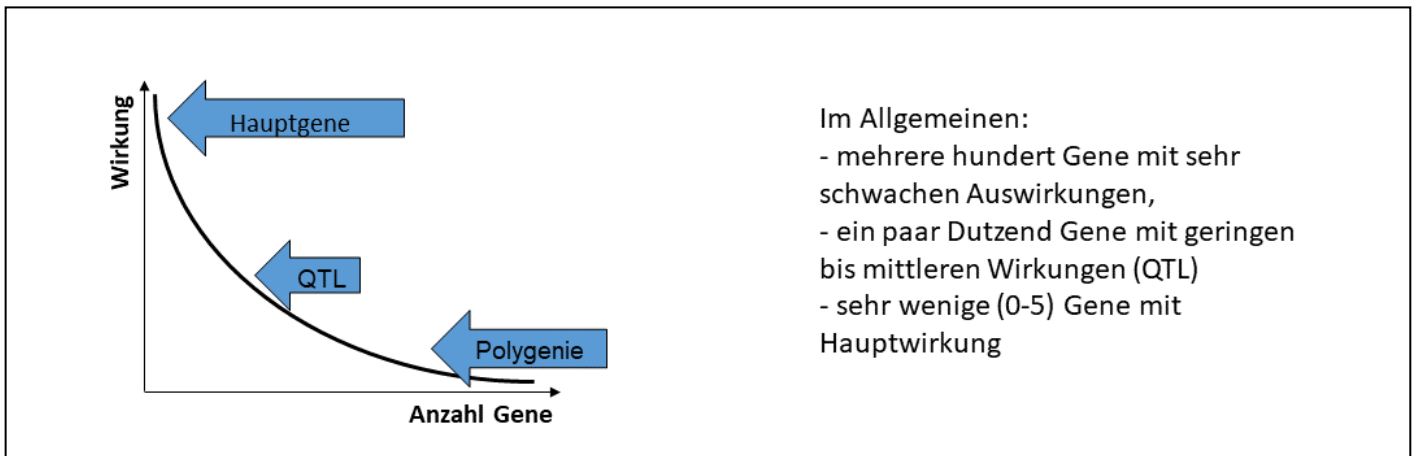 Wirkung
Hauptgene
QTL
Polygenie
Anzahl Gene
Im Allgemeinen:
- mehrere hundert Gene mit sehr
schwachen Auswirkungen,
- ein paar Dutzend Gene mit geringen
bis mittleren Wirkungen (QTL)
- sehr wenige (0-5) Gene mit
Hauptwirkung